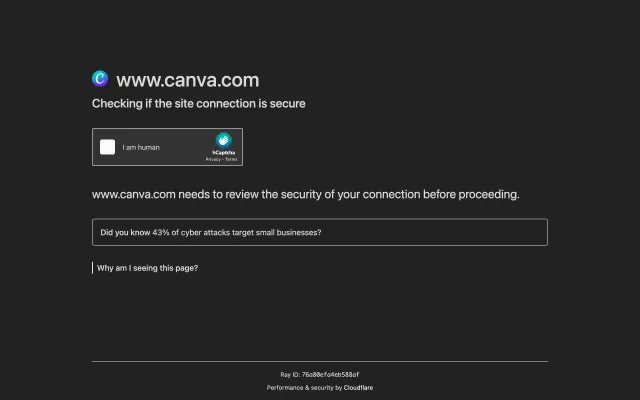 www.canva.com
Checking if the site connection is secure
I am human
hCaptcha
Privacy - Terms
www.canva.com needs to review the security of your connection before proceeding.
Did you know 43% of cyber attacks target small businesses?
Why am I seeing this page?
Ray ID: 76a80efa4eb588af
Performance & security by Cloudflare